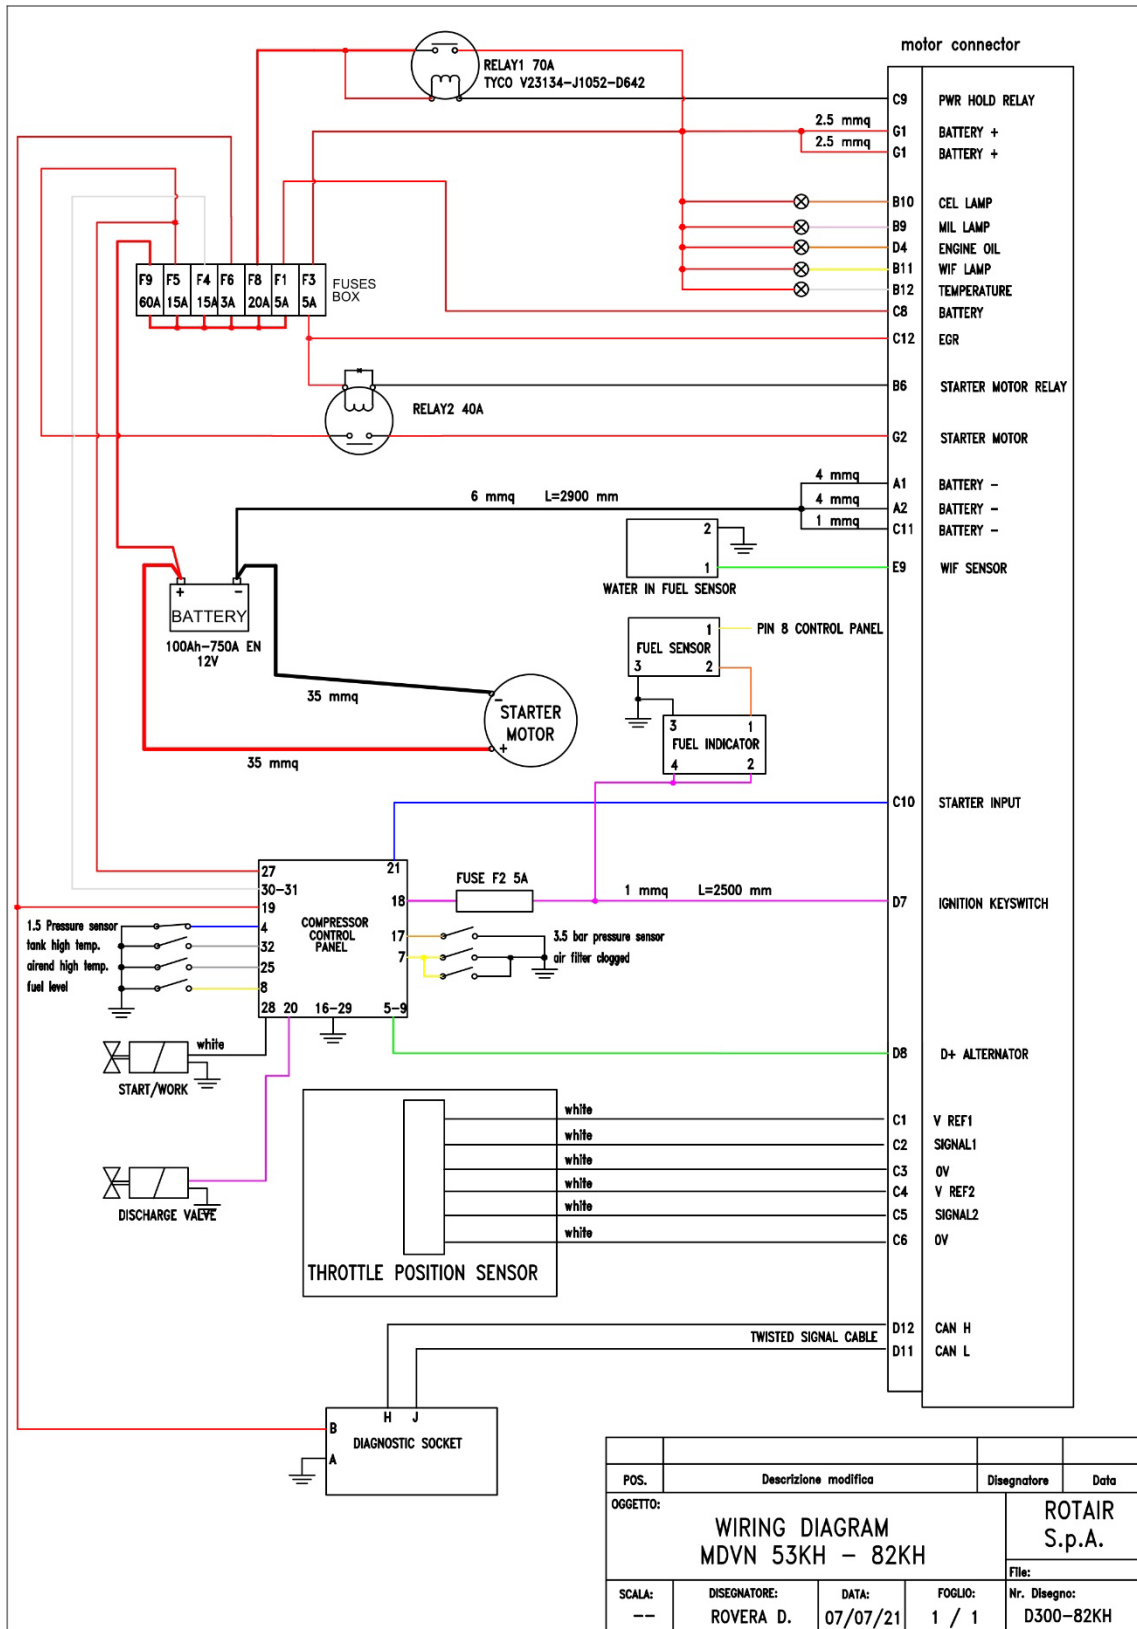 motor connector
RELAY1 70A
TYCO V23134-J1052-D642
C9 PWR HOLD RELAY
2.5 mmq
G1 BATTERY +
2.5 mmq
G1 BATTERY +
B10 CEL LAMP
B9 MIL LAMP
D4 ENGINE OIL
B11 WIF LAMP
B12 TEMPERATURE
C8 BATTERY
C12 EGR
F9 F5 F4 F6 F8 F1 F3
60A 15A 15A 3A 20A 5A 5A
FUSES
BOX
B6 STARTER MOTOR RELAY
RELAY2 40A
G2 STARTER MOTOR
4 mmq
A1 BATTERY -
6 mmq L=2900 mm
4 mmq
A2 BATTERY -
1 mmq
C11 BATTERY -
2
1
WATER IN FUEL SENSOR
E9 WIF SENSOR
+ -
BATTERY
100Ah-750A EN
12V
1
PIN 8 CONTROL PANEL
FUEL SENSOR
3 2
35 mmq
-
STARTER
MOTOR
+
35 mmq
3 1
FUEL INDICATOR
4 2
C10 STARTER INPUT
27
30-31
19
4
32
25
8
28 20 16-29 5-9
21
18
17
7
COMPRESSOR
CONTROL
PANEL
FUSE F2 5A
1 mmq L=2500 mm
D7 IGNITION KEYSWITCH
1.5 Pressure sensor
tank high temp.
airend high temp.
fuel level
3.5 bar pressure sensor
air filter clogged
white
START/WORK
D8 D+ ALTERNATOR
DISCHARGE VALVE
white
C1 V REF1
white
C2 SIGNAL1
white
C3 0V
white
C4 V REF2
white
C5 SIGNAL2
white
C6 0V
THROTTLE POSITION SENSOR
D12 CAN H
TWISTED SIGNAL CABLE
D11 CAN L
H J
B
DIAGNOSTIC SOCKET
A
POS. Descrizione modifica Disegnatore Data
OGGETTO:
WIRING DIAGRAM
MDVN 53KH - 82KH
ROTAIR
S.p.A.
File:
SCALA: DISEGNATORE: DATA: FOGLIO: Nr. Disegno:
-- ROVERA D. 07/07/21 1 / 1 D300-82KH